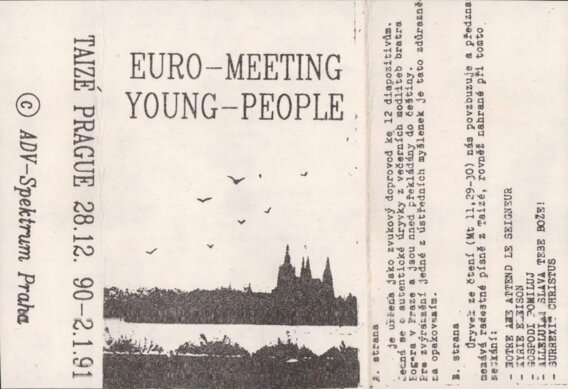 EURO-MEETING
YOUNG-PEOPLE
TAIZÉ PRAGUE 28.12. 90-2.1.91
© ADV-Spektrum Praha
A. strana
je určena jako zvukový doprovod ke 12 diapozitivům.
Jedná se o autentické úryvky z večerních modliteb bratra
Rogera v Praze a jsou hned překládány do češtiny.
Pro zvýraznění jedné z ústředních myšlenek je tato zdůrazně
na opakováním.
B. strana
Úryvek ze čtení (Mt 11,29-30) nás povzbuzuje a předzna
menává radostné písně z Taizé, rovněž nahrané při tomto
setkání:
- NOTRE AME ATTEND LE SEIGNEUR
- KYRIE ELEISON
- GOSPODI POMILUJ
- ALLELUIA! SLAVA TEBE BOŽE!
- SURREXIT CHRISTUS